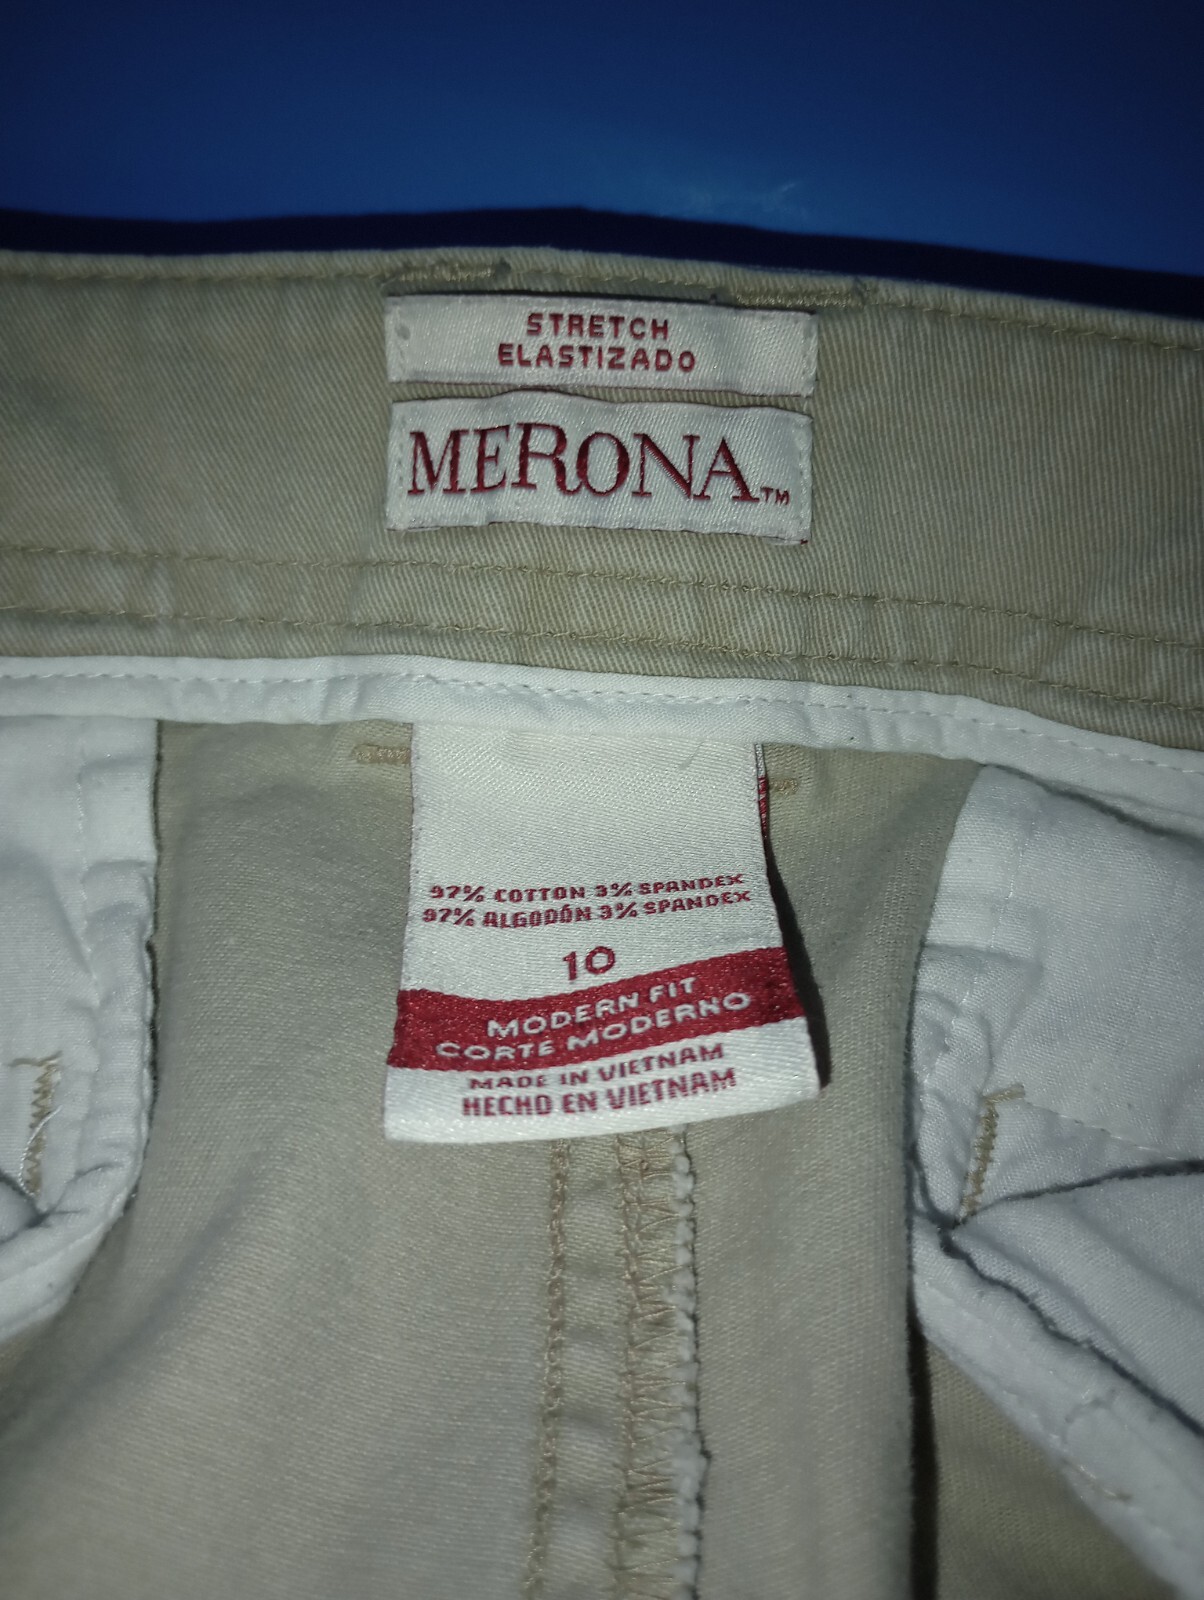 STRETCH
ELASTIZADO
MERONA™
97% COTTON 3% SPANDEX
97% ALGODÓN 3% SPANDEX
10
MODERN FIT
CORTE MODERNO
MADE IN VIETNAM
HECHO EN VIETNAM